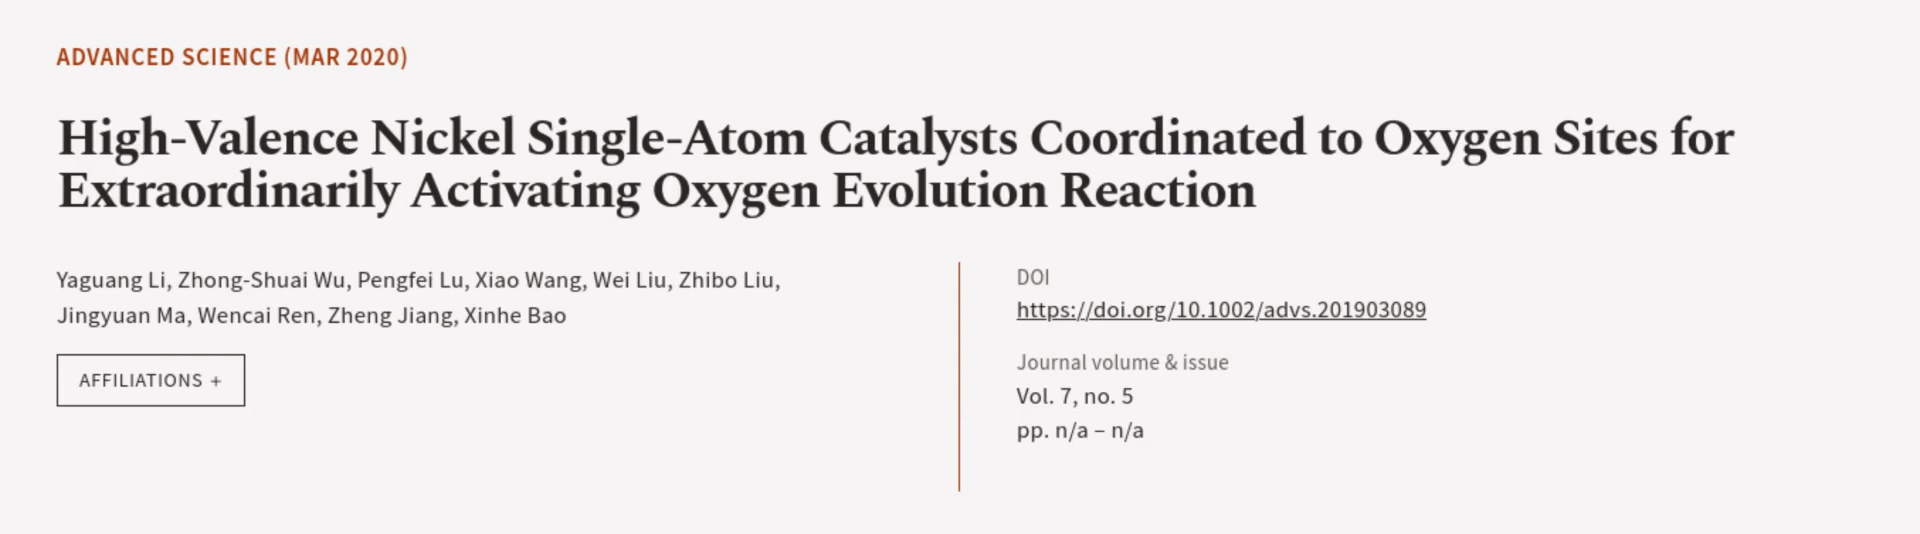 ADVANCED SCIENCE (MAR 2020)
High-Valence Nickel Single-Atom Catalysts Coordinated to Oxygen Sites for
Extraordinarily Activating Oxygen Evolution Reaction
Yaguang Li, Zhong-Shuai Wu, Pengfei Lu, Xiao Wang, Wei Liu, Zhibo Liu,
Jingyuan Ma, Wencai Ren, Zheng Jiang, Xinhe Bao
AFFILIATIONS +
DOI
https://doi.org/10.1002/advs.201903089
Journal volume & issue
Vol. 7, no. 5
pp. n/a – n/a